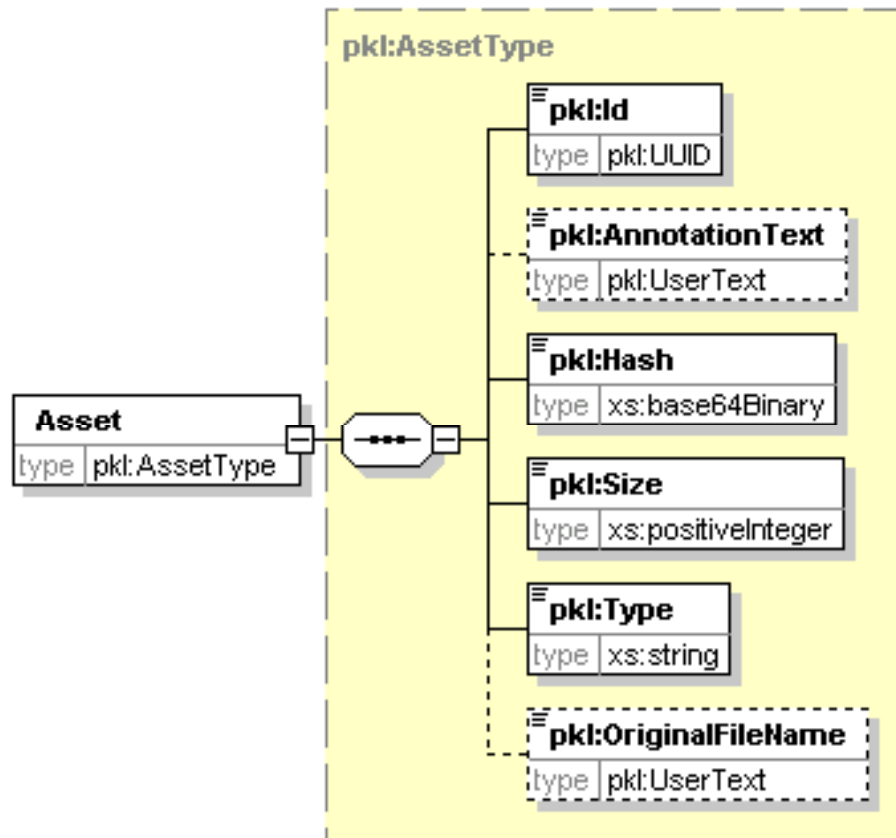 pkl:AssetType
pkl:Id
type pkl:UUID
pkl:AnnotationText
type pkl:UserText
pkl:Hash
type xs:base64Binary
Asset
type pkl:AssetType
pkl:Size
type xs:positiveInteger
pkl:Type
type xs:string
pkl:OriginalFileName
type pkl:UserText